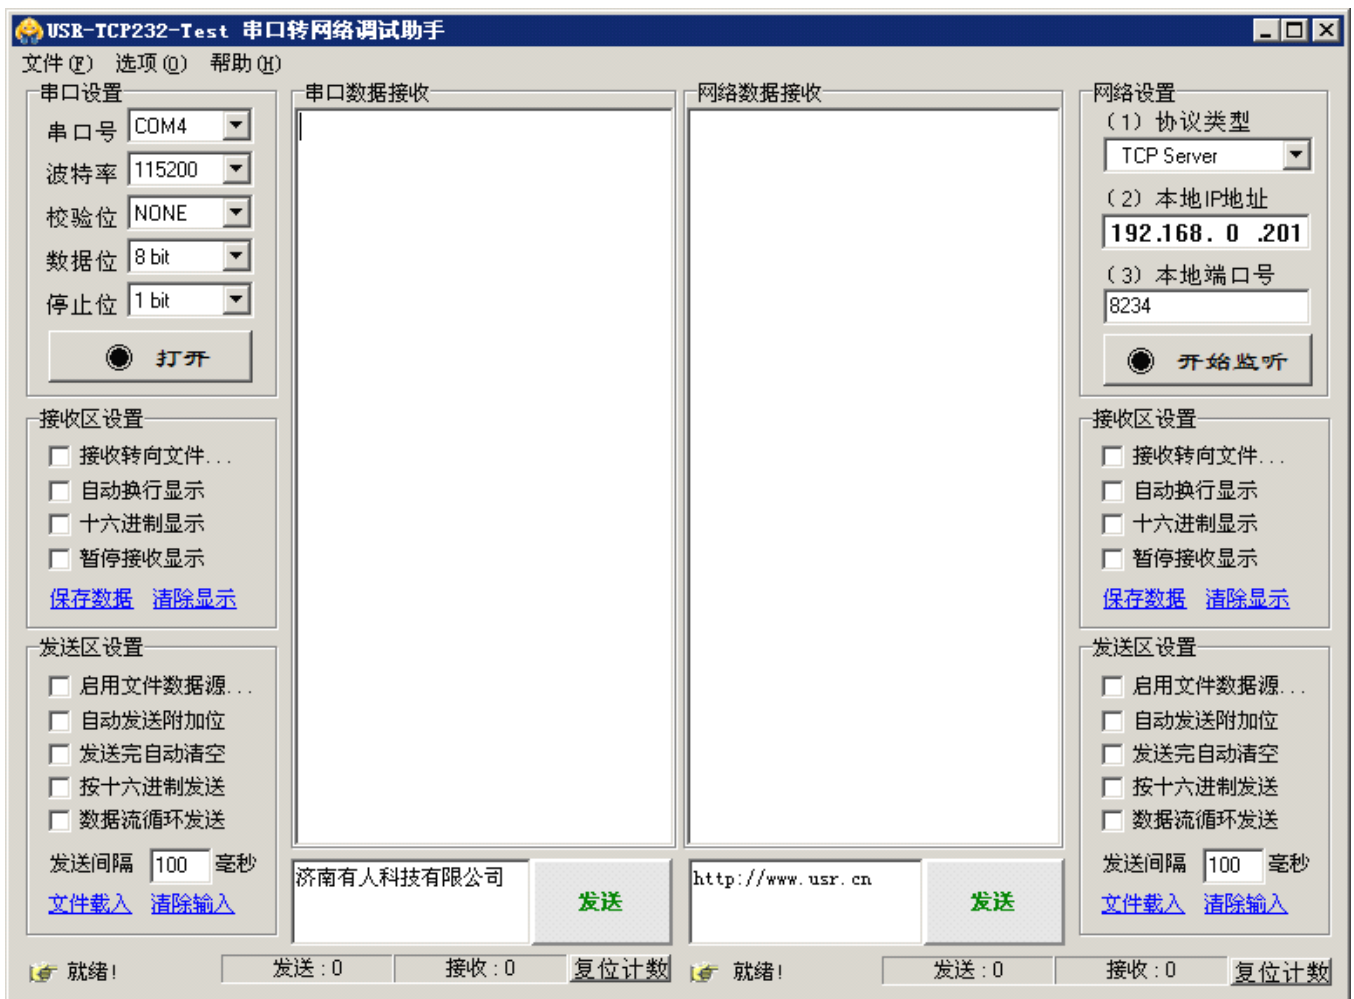 USR-TCP232-Test 串口转网络调试助手
文件(F) 选项(O) 帮助(H)
串口设置
串口号 COM4
波特率 115200
校验位 NONE
数据位 8 bit
停止位 1 bit
打开
接收区设置
接收转向文件...
自动换行显示
十六进制显示
暂停接收显示
保存数据 清除显示
发送区设置
启用文件数据源...
自动发送附加位
发送完自动清空
按十六进制发送
数据流循环发送
发送间隔 100 毫秒
文件载入 清除输入
串口数据接收
济南有人科技有限公司
发送
网络数据接收
http://www.usr.cn
发送
网络设置
(1) 协议类型
TCP Server
(2) 本地IP地址
192.168. 0 .201
(3) 本地端口号
8234
开始监听
接收区设置
接收转向文件...
自动换行显示
十六进制显示
暂停接收显示
保存数据 清除显示
发送区设置
启用文件数据源...
自动发送附加位
发送完自动清空
按十六进制发送
数据流循环发送
发送间隔 100 毫秒
文件载入 清除输入
就绪! 发送:0 接收:0 复位计数 就绪! 发送:0 接收:0 复位计数